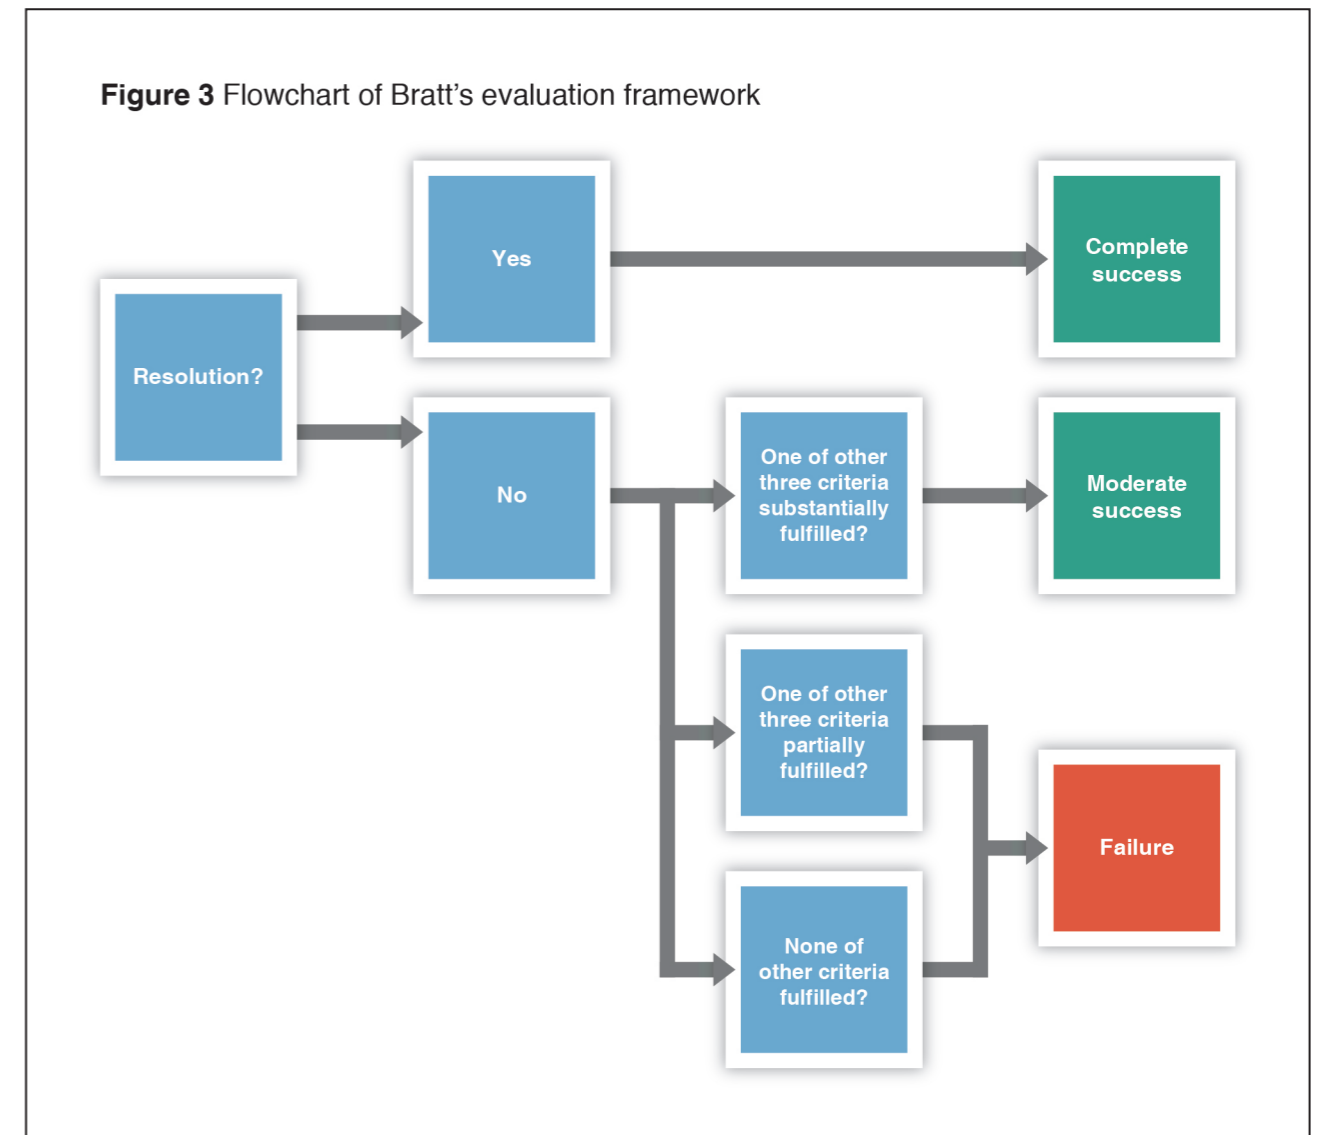 Figure 3 Flowchart of Bratt's evaluation framework
Yes
Complete
success
Resolution?
No
One of other
three criteria
substantially
fulfilled?
Moderate
success
One of other
three criteria
partially
fulfilled?
Failure
None of
other criteria
fulfilled?